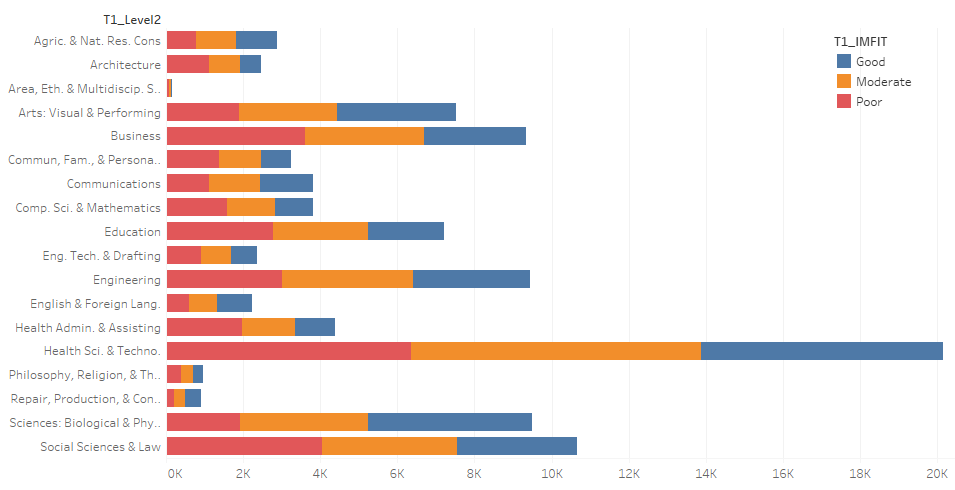 T1_Level2
Agric. & Nat. Res. Cons
Architecture
Area, Eth. & Multidiscip. S..
Arts: Visual & Performing
Business
Commun, Fam., & Persona..
Communications
Comp. Sci. & Mathematics
Education
Eng. Tech. & Drafting
Engineering
English & Foreign Lang.
Health Admin. & Assisting
Health Sci. & Techno.
Philosophy, Religion, & Th..
Repair, Production, & Con..
Sciences: Biological & Phy..
Social Sciences & Law
0K 2K 4K 6K 8K 10K 12K 14K 16K 18K 20K
T1_IMFIT
Good
Moderate
Poor